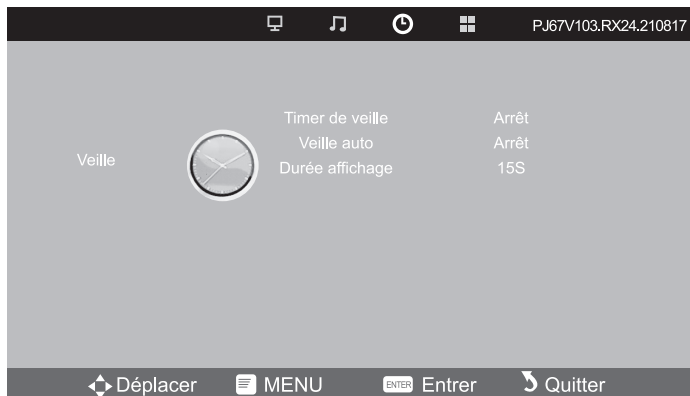 PJ67V103.RX24.210817
Timer de veille Arrêt
Veille auto Arrêt
Veille
Durée affichage 15S
Déplacer MENU ENTER Entrer Quitter